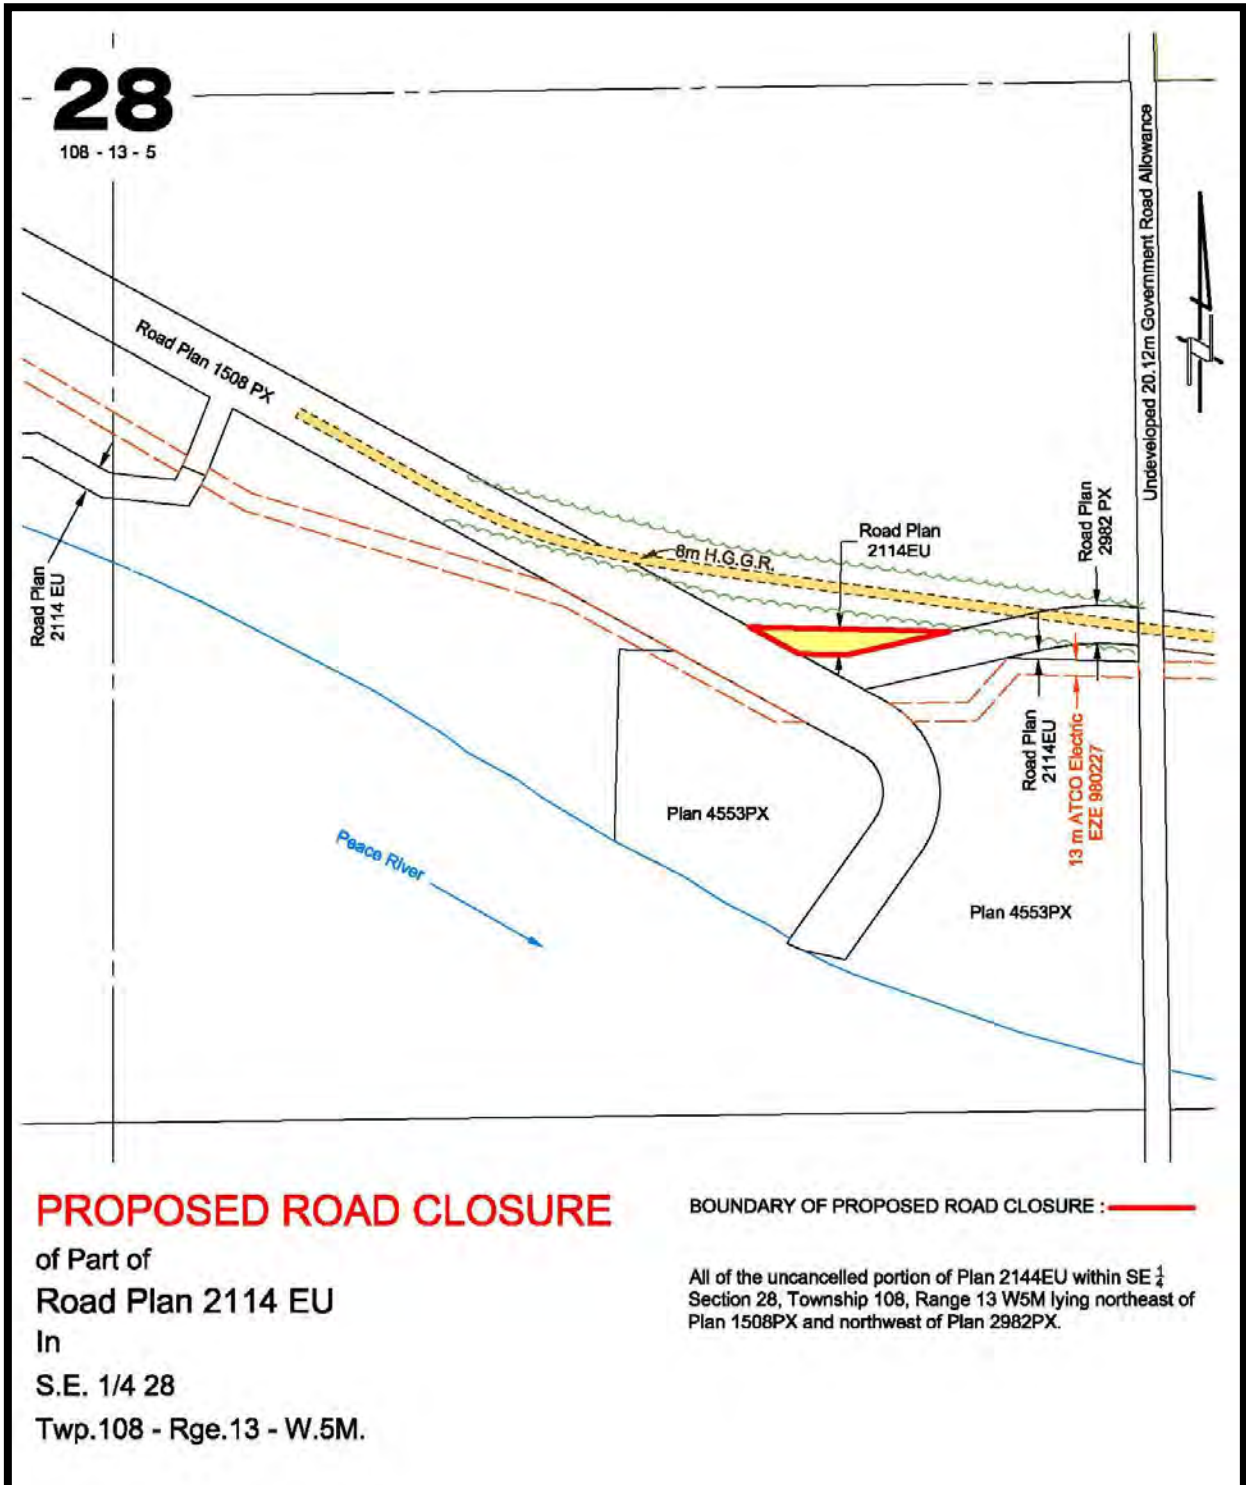 28
108 - 13 - 5
Undeveloped 20.12m Government Road Allowance
Road Plan 1508 PX
Road Plan
2114 EU
8m H.G.G.R.
Road Plan
2114EU
Road Plan
2982 PX
Road Plan
2114EU
13 m ATCO Electric
EZE 980227
Plan 4553PX
Peace River
Plan 4553PX
PROPOSED ROAD CLOSURE
of Part of
Road Plan 2114 EU
In
S.E. 1/4 28
Twp.108 - Rge.13 - W.5M.
BOUNDARY OF PROPOSED ROAD CLOSURE :
All of the uncancelled portion of Plan 2144EU within SE 1/4
Section 28, Township 108, Range 13 W5M lying northeast of
Plan 1508PX and northwest of Plan 2982PX.